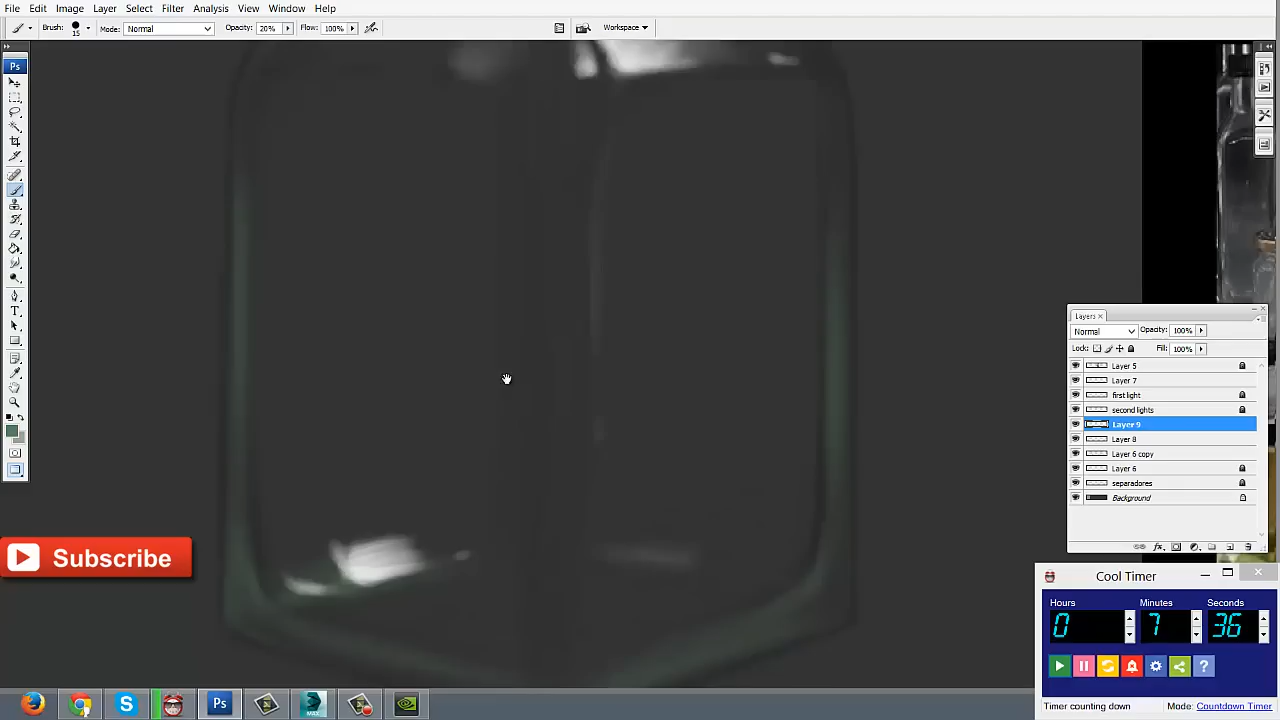 File Edit Image Layer Select Filter Analysis View Window Help
Brush: 15 Mode: Normal Opacity: 20% Flow: 100% Workspace
Ps
Layers x
Normal Opacity: 100%
Lock: Fill: 100%
Layer 5
Layer 7
first light
second lights
Layer 9
Layer 8
Layer 6 copy
Layer 6
separadores
Background
Subscribe
Cool Timer
Hours Minutes Seconds
0 7 36
?
Timer counting down Mode: Countdown Timer
S Ps MAX